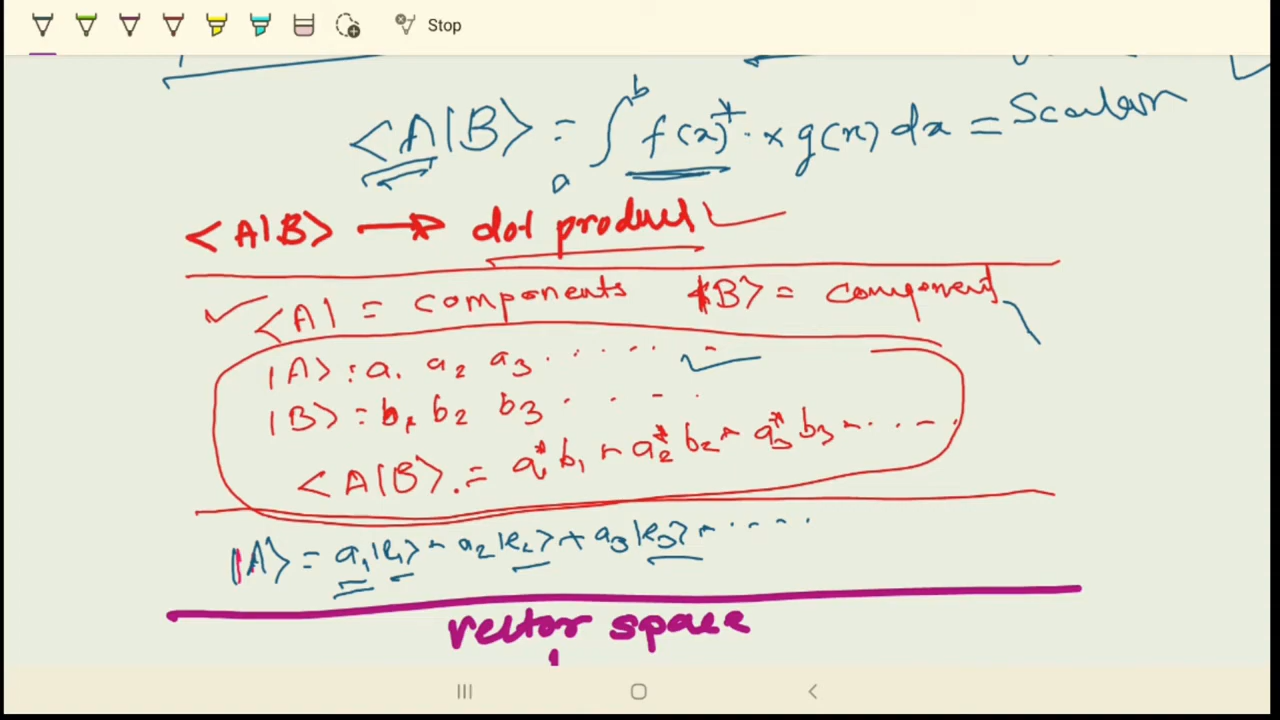 Stop
<A|B> = ∫ₐᵇ f(x)* · × g(x) dx = Scalar
<A|B> → dot product
<A| = components |B> = component
|A> : a₁ a₂ a₃ . . . . . .
|B> = b₁ b₂ b₃ . . . . .
<A|B> . = a₁* b₁ + a₂* b₂ + a₃* b₃ + . . . .
|A> = a₁|e₁> + a₂|e₂> + a₃|e₃> + . . . . .
vector space